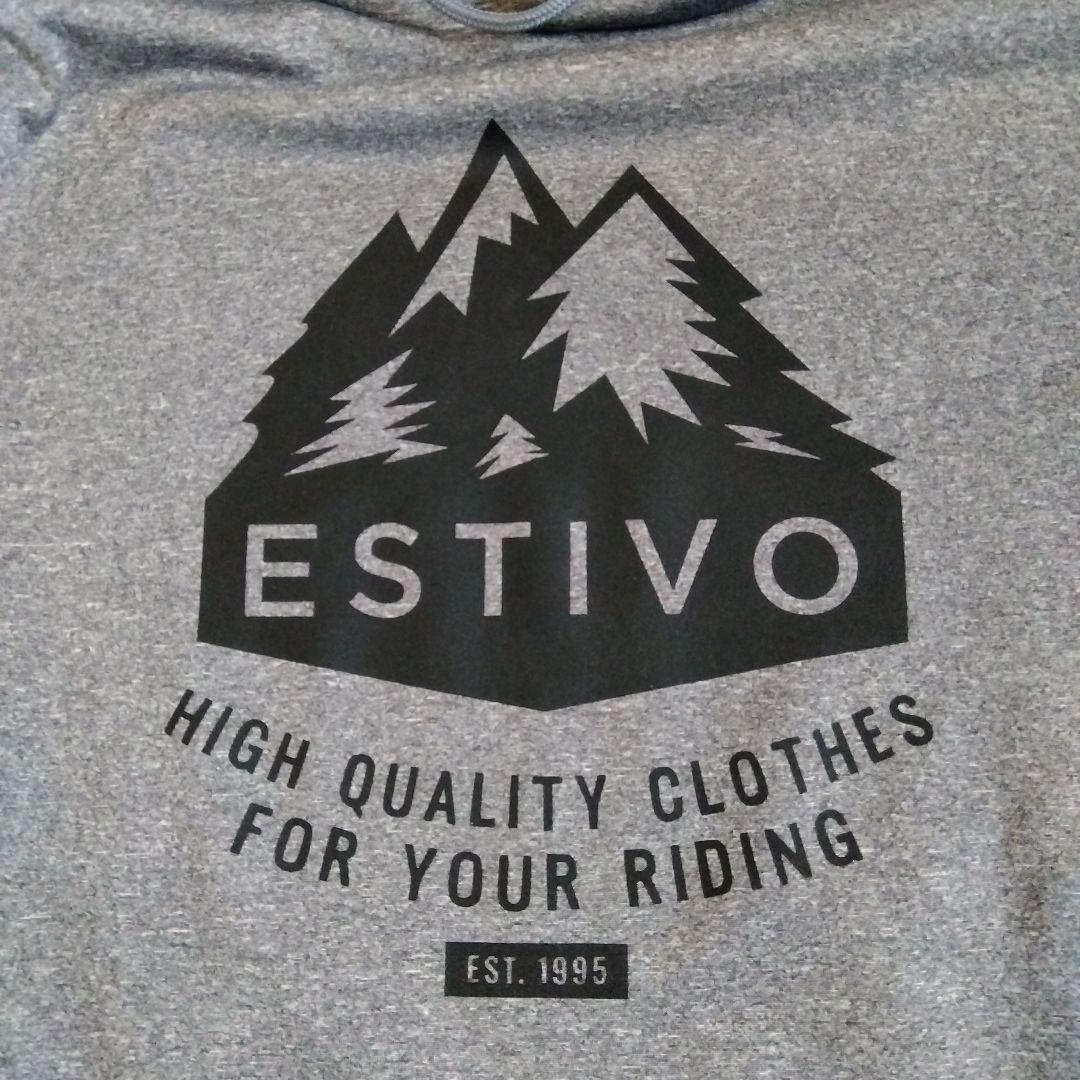 ESTIVO
HIGH QUALITY CLOTHES
FOR YOUR RIDING
EST. 1995